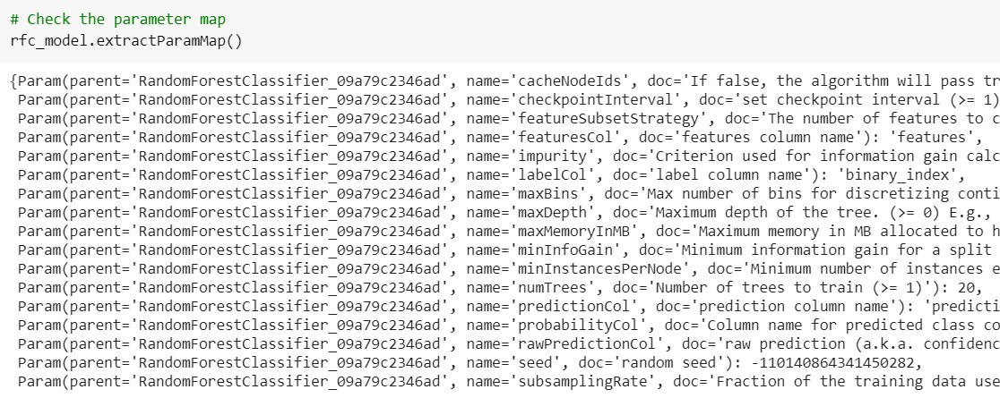 # Check the parameter map
rfc_model.extractParamMap()
{Param(parent='RandomForestClassifier_09a79c2346ad', name='cacheNodeIds', doc='If false, the algorithm will pass tr
Param(parent='RandomForestClassifier_09a79c2346ad', name='checkpointInterval', doc='set checkpoint interval (>= 1)
Param(parent='RandomForestClassifier_09a79c2346ad', name='featureSubsetStrategy', doc='The number of features to c
Param(parent='RandomForestClassifier_09a79c2346ad', name='featuresCol', doc='features column name'): 'features',
Param(parent='RandomForestClassifier_09a79c2346ad', name='impurity', doc='Criterion used for information gain calc
Param(parent='RandomForestClassifier_09a79c2346ad', name='labelCol', doc='label column name'): 'binary_index',
Param(parent='RandomForestClassifier_09a79c2346ad', name='maxBins', doc='Max number of bins for discretizing conti
Param(parent='RandomForestClassifier_09a79c2346ad', name='maxDepth', doc='Maximum depth of the tree. (>= 0) E.g.,
Param(parent='RandomForestClassifier_09a79c2346ad', name='maxMemoryInMB', doc='Maximum memory in MB allocated to h
Param(parent='RandomForestClassifier_09a79c2346ad', name='minInfoGain', doc='Minimum information gain for a split
Param(parent='RandomForestClassifier_09a79c2346ad', name='minInstancesPerNode', doc='Minimum number of instances e
Param(parent='RandomForestClassifier_09a79c2346ad', name='numTrees', doc='Number of trees to train (>= 1)'): 20,
Param(parent='RandomForestClassifier_09a79c2346ad', name='predictionCol', doc='prediction column name'): 'predicti
Param(parent='RandomForestClassifier_09a79c2346ad', name='probabilityCol', doc='Column name for predicted class co
Param(parent='RandomForestClassifier_09a79c2346ad', name='rawPredictionCol', doc='raw prediction (a.k.a. confidenc
Param(parent='RandomForestClassifier_09a79c2346ad', name='seed', doc='random seed'): -110140864341450282,
Param(parent='RandomForestClassifier_09a79c2346ad', name='subsamplingRate', doc='Fraction of the training data use